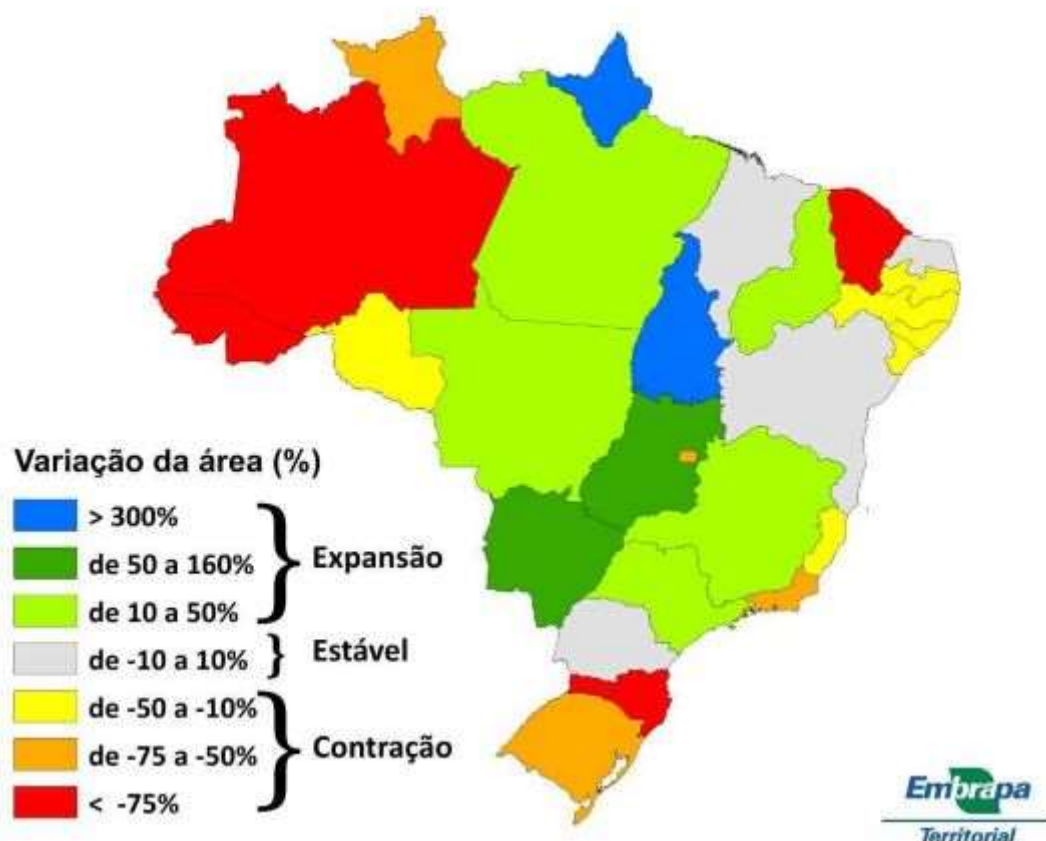 Variação da área (%)
> 300%
de 50 a 160%
de 10 a 50%
Expansão
de -10 a 10%
Estável
de -50 a -10%
de -75 a -50%
< -75%
Contração
Embrapa
Territorial